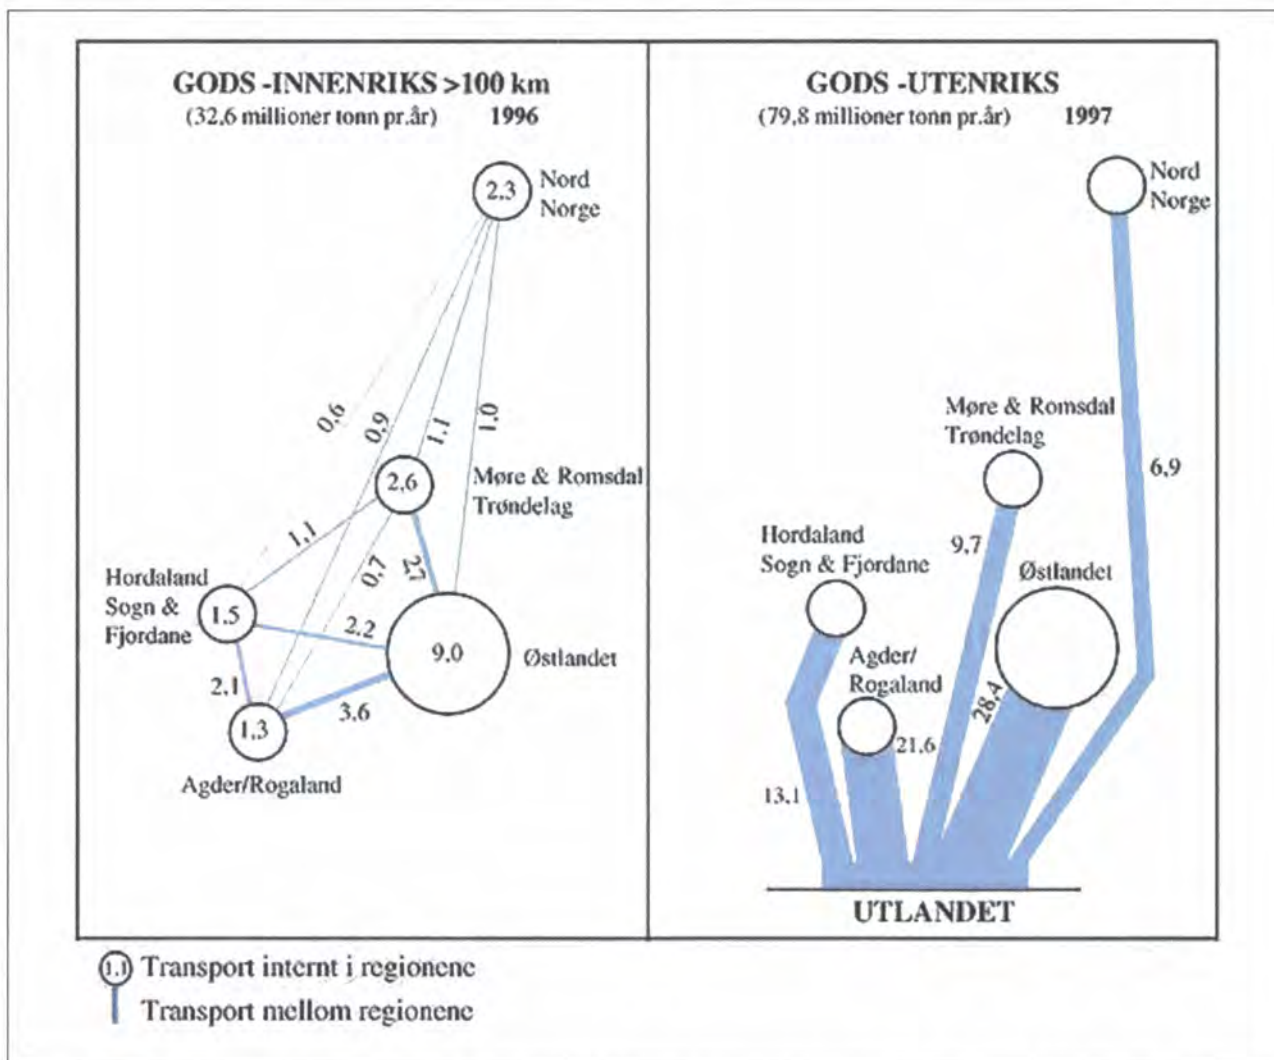 GODS -INNENRIKS >100 km
(32,6 millioner tonn pr.år) 1996
2,3
Nord
Norge
0,6
0,9
1,1
1,0
2,6
Møre & Romsdal
Trøndelag
1,1
0,7
2,7
Hordaland
Sogn &
Fjordane
1,5
2,2
9,0
Østlandet
2,1
3,6
1,3
Agder/Rogaland
GODS -UTENRIKS
(79,8 millioner tonn pr.år) 1997
Nord
Norge
Møre & Romsdal
Trøndelag
6,9
Hordaland
Sogn & Fjordane
9,7
Østlandet
Agder/
Rogaland
28,4
21,6
13,1
UTLANDET
1,1 Transport internt i regionene
Transport mellom regionene